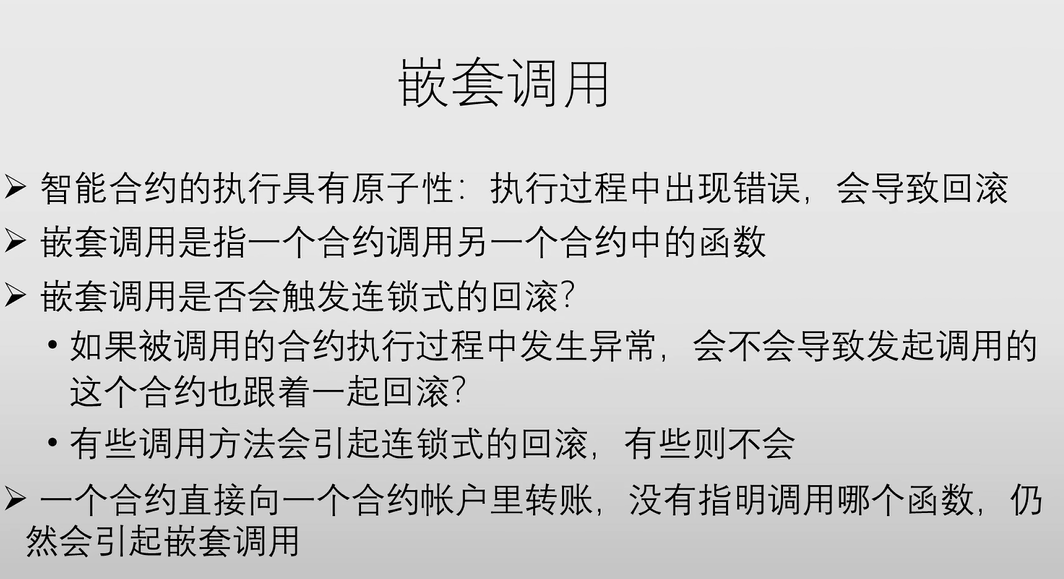 嵌套调用
➢ 智能合约的执行具有原子性：执行过程中出现错误，会导致回滚
➢ 嵌套调用是指一个合约调用另一个合约中的函数
➢ 嵌套调用是否会触发连锁式的回滚？
• 如果被调用的合约执行过程中发生异常，会不会导致发起调用的
这个合约也跟着一起回滚？
• 有些调用方法会引起连锁式的回滚，有些则不会
➢ 一个合约直接向一个合约帐户里转账，没有指明调用哪个函数，仍
然会引起嵌套调用